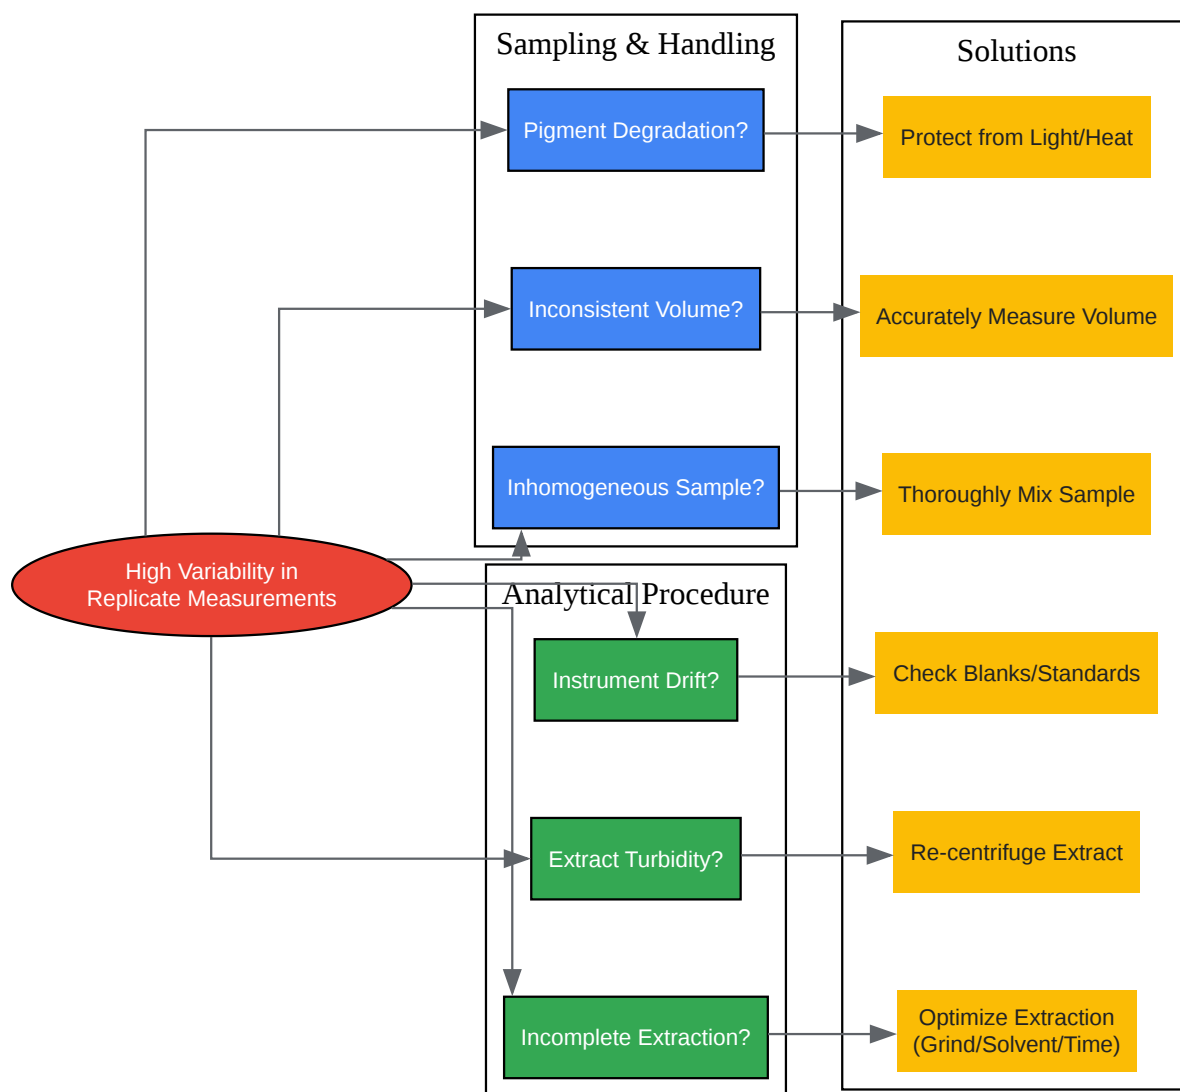 Sampling & Handling
Solutions
Pigment Degradation?
Protect from Light/Heat
Inconsistent Volume?
Accurately Measure Volume
Inhomogeneous Sample?
Thoroughly Mix Sample
High Variability in
Replicate Measurements
Analytical Procedure
Instrument Drift?
Check Blanks/Standards
Extract Turbidity?
Re-centrifuge Extract
Incomplete Extraction?
Optimize Extraction
(Grind/Solvent/Time)